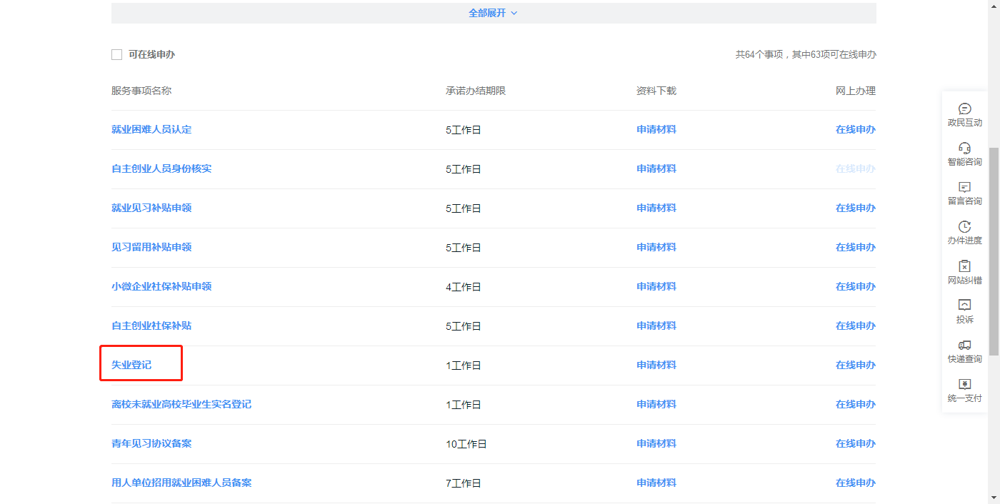 全部展开
可在线申办 共64个事项，其中63项可在线申办
服务事项名称 承诺办结期限 资料下载 网上办理
就业困难人员认定 5工作日 申请材料 在线申办
自主创业人员身份核实 5工作日 申请材料 在线申办
就业见习补贴申领 5工作日 申请材料 在线申办
见习留用补贴申领 5工作日 申请材料 在线申办
小微企业社保补贴申领 4工作日 申请材料 在线申办
自主创业社保补贴 5工作日 申请材料 在线申办
失业登记 1工作日 申请材料 在线申办
离校未就业高校毕业生实名登记 1工作日 申请材料 在线申办
青年见习协议备案 10工作日 申请材料 在线申办
用人单位招用就业困难人员备案 7工作日 申请材料 在线申办
政民互动
智能咨询
留言咨询
办件进度
网站纠错
投诉
快递查询
统一支付